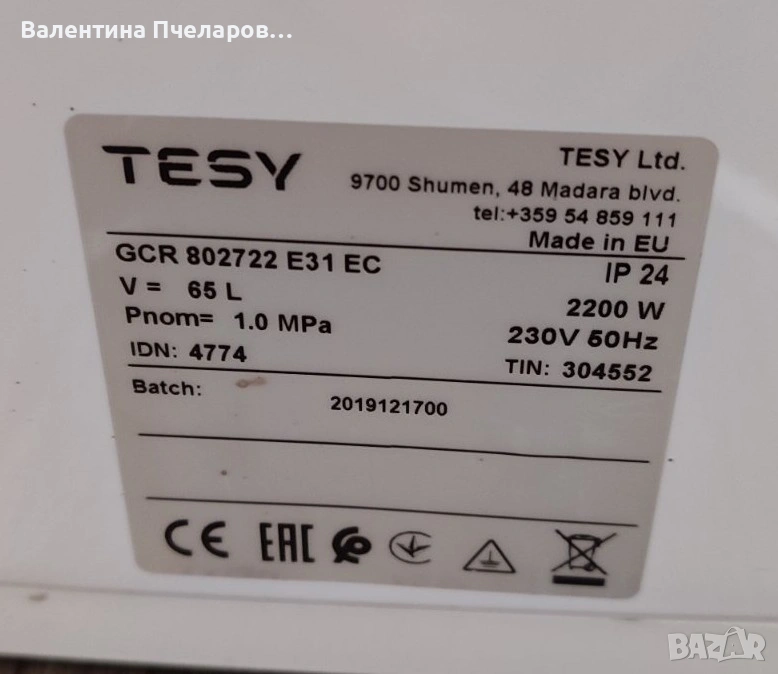 Валентина Пчеларов...
TESY
TESY Ltd.
9700 Shumen, 48 Madara blvd.
tel:+359 54 859 111
Made in EU
GCR 802722 E31 EC
IP 24
V = 65 L
2200 W
Pnom= 1.0 MPa
230V 50Hz
IDN: 4774
TIN: 304552
Batch:
2019121700
CE EAC
BAZAR